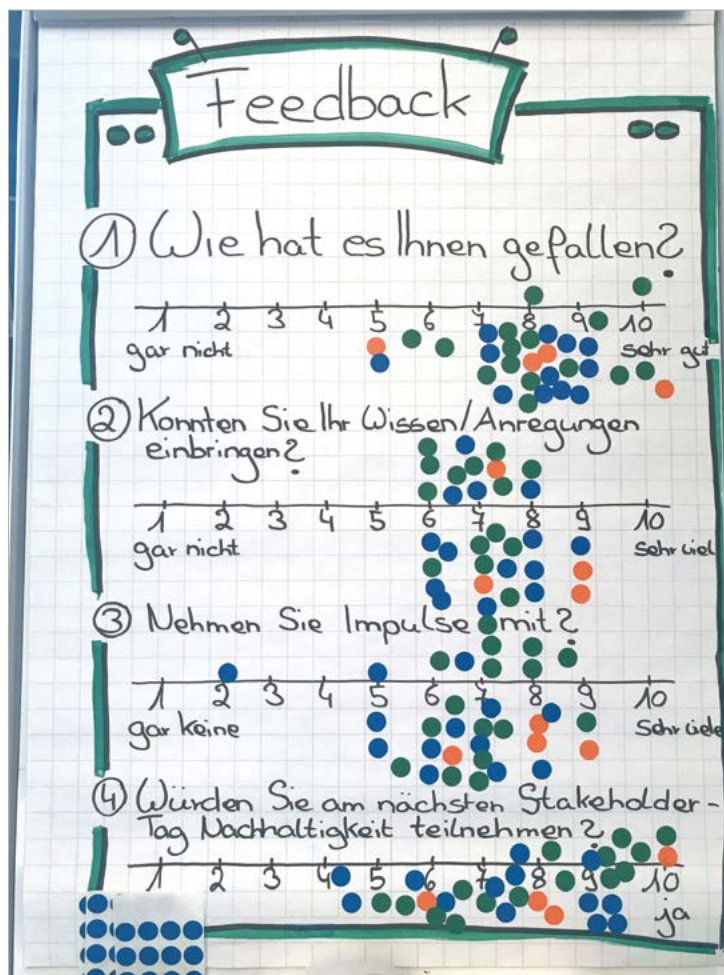 Feedback
① Wie hat es Ihnen gefallen?
1 2 3 4 5 6 7 8 9 10
gar nicht sehr gut
② Konnten Sie Ihr Wissen/Anregungen
einbringen?
1 2 3 4 5 6 7 8 9 10
gar nicht sehr viel
③ Nehmen Sie Impulse mit?
1 2 3 4 5 6 7 8 9 10
gar keine sehr viele
④ Würden Sie am nächsten Stakeholder-
Tag Nachhaltigkeit teilnehmen?
1 2 3 4 5 6 7 8 9 10
ja